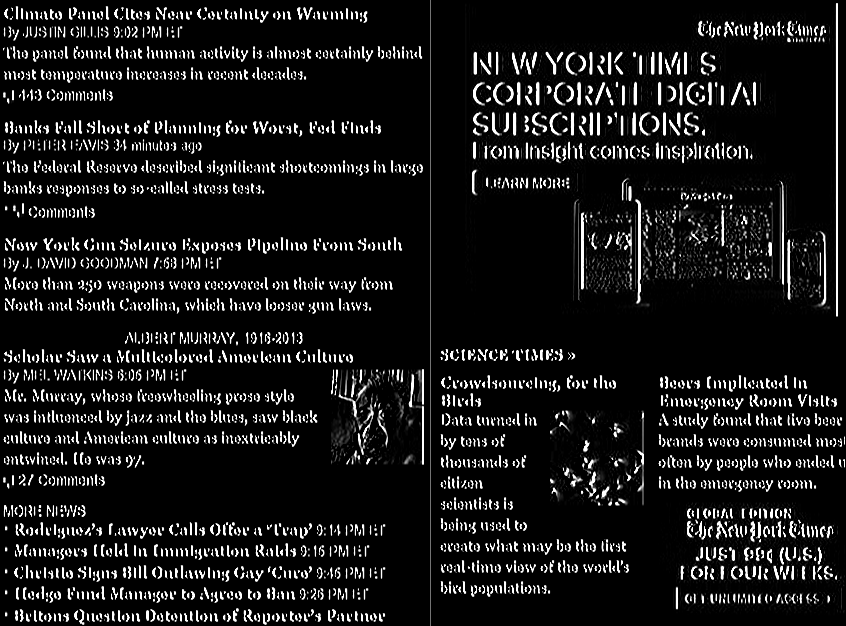 Climate Panel Cites Near Certainty on Warming
By JUSTIN GILLIS 9:02 PM ET
The panel found that human activity is almost certainly behind
most temperature increases in recent decades.
443 Comments
Banks Fall Short of Planning for Worst, Fed Finds
By PETER EAVIS 34 minutes ago
The Federal Reserve described significant shortcomings in large
banks responses to so-called stress tests.
Comments
New York Gun Seizure Exposes Pipeline From South
By J. DAVID GOODMAN 7:58 PM ET
More than 250 weapons were recovered on their way from
North and South Carolina, which have looser gun laws.
ALBERT MURRAY, 1916-2013
Scholar Saw a Multicolored American Culture
By MEL WATKINS 6:06 PM ET
Mr. Murray, whose freewheeling prose style
was influenced by jazz and the blues, saw black
culture and American culture as inextricably
entwined. He was 97.
27 Comments
MORE NEWS
• Rodriguez's Lawyer Calls Offer a 'Trap' 9:14 PM ET
• Managers Held in Immigration Raids 9:16 PM ET
• Christie Signs Bill Outlawing Gay 'Cure' 9:46 PM ET
• Hedge Fund Manager to Agree to Ban 9:26 PM ET
• Britons Question Detention of Reporter's Partner
The New York Times
NEW YORK TIMES
CORPORATE DIGITAL
SUBSCRIPTIONS.
From insight comes inspiration.
LEARN MORE
SCIENCE TIMES »
Crowdsourcing, for the
Birds
Data turned in
by tens of
thousands of
citizen
scientists is
being used to
create what may be the first
real-time view of the world's
bird populations.
Beers Implicated in
Emergency Room Visits
A study found that five beer
brands were consumed most
often by people who ended u
in the emergency room.
GLOBAL EDITION
The New York Times
JUST 99¢ (U.S.)
FOR FOUR WEEKS.
GET UNLIMITED ACCESS